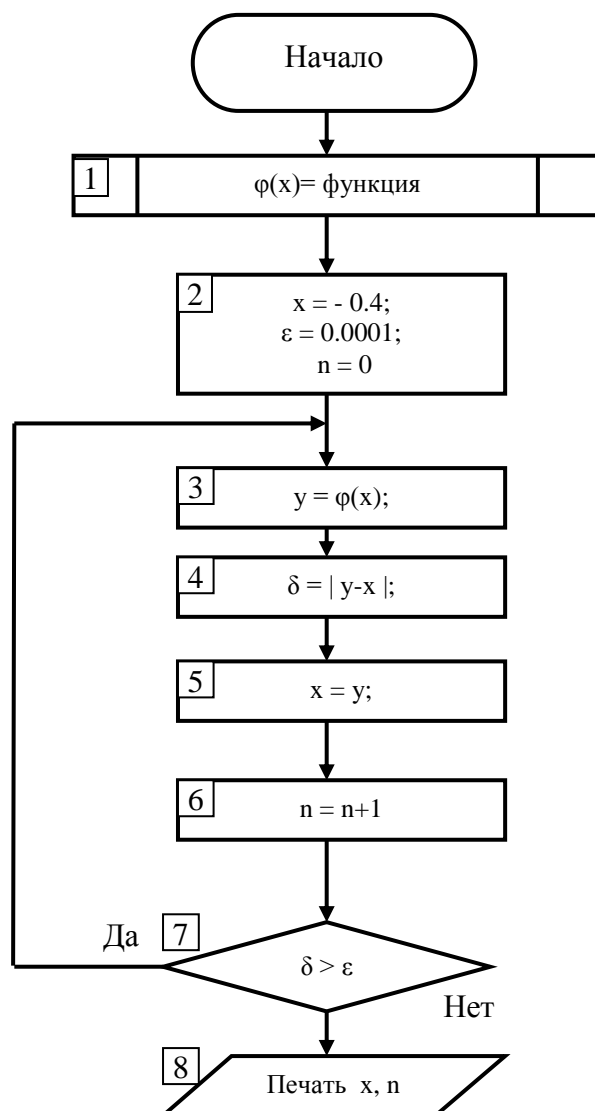 Начало
1
φ(x)= функция
2
x = - 0.4;
ε = 0.0001;
n = 0
3
y = φ(x);
4
δ = | y-x |;
5
x = y;
6
n = n+1
Да
7
δ > ε
Нет
8
Печать x, n